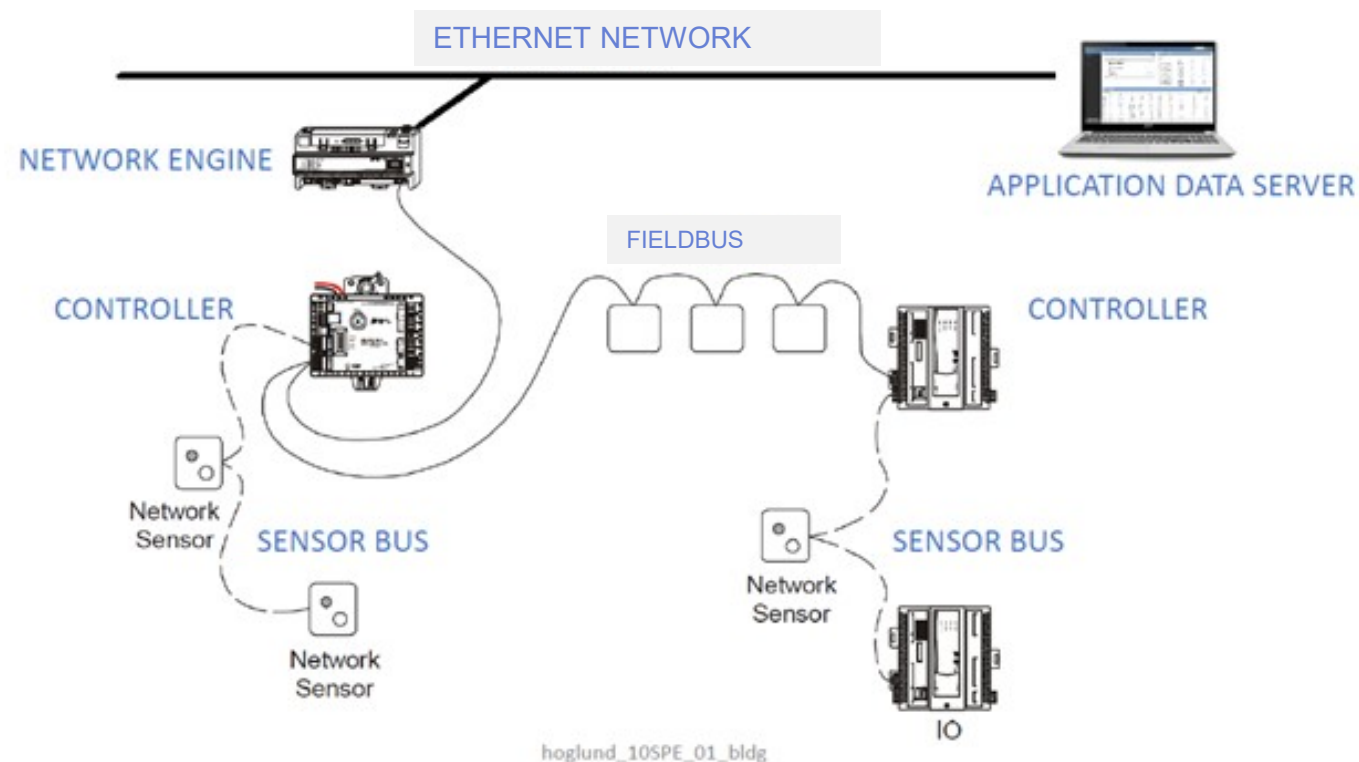 ETHERNET NETWORK
NETWORK ENGINE
APPLICATION DATA SERVER
FIELDBUS
CONTROLLER
CONTROLLER
Network
Sensor
SENSOR BUS
Network
Sensor
SENSOR BUS
Network
Sensor
IO
hoglund_10SPE_01_bldg